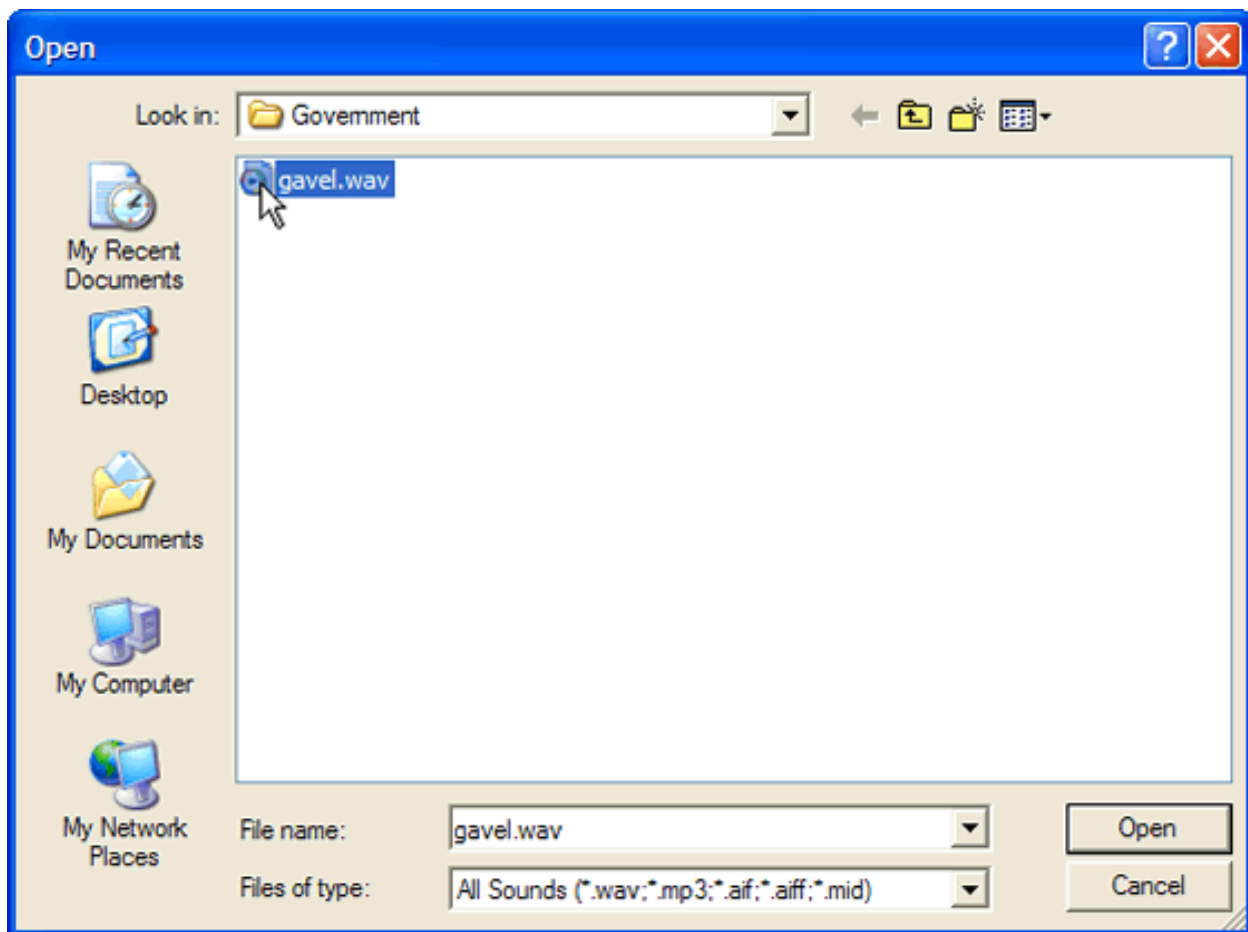 Open
Look in: Government
gavel.wav
My Recent
Documents
Desktop
My Documents
My Computer
My Network
Places
File name: gavel.wav Open
Files of type: All Sounds (*.wav;*.mp3;*.aif;*.aiff;*.mid) Cancel